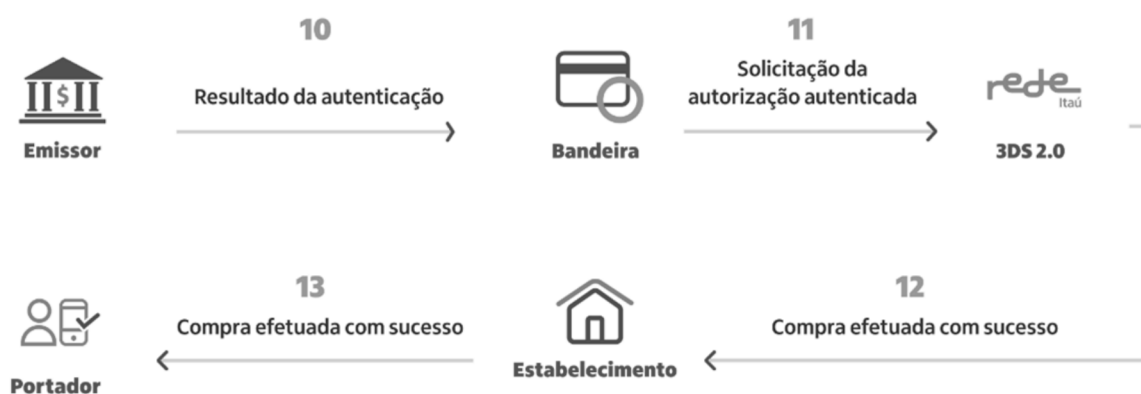 10
Resultado da autenticação
Emissor
$
11
Solicitação da
autorização autenticada
Bandeira
rede
Itaú
3DS 2.0
13
Compra efetuada com sucesso
Portador
12
Compra efetuada com sucesso
Estabelecimento